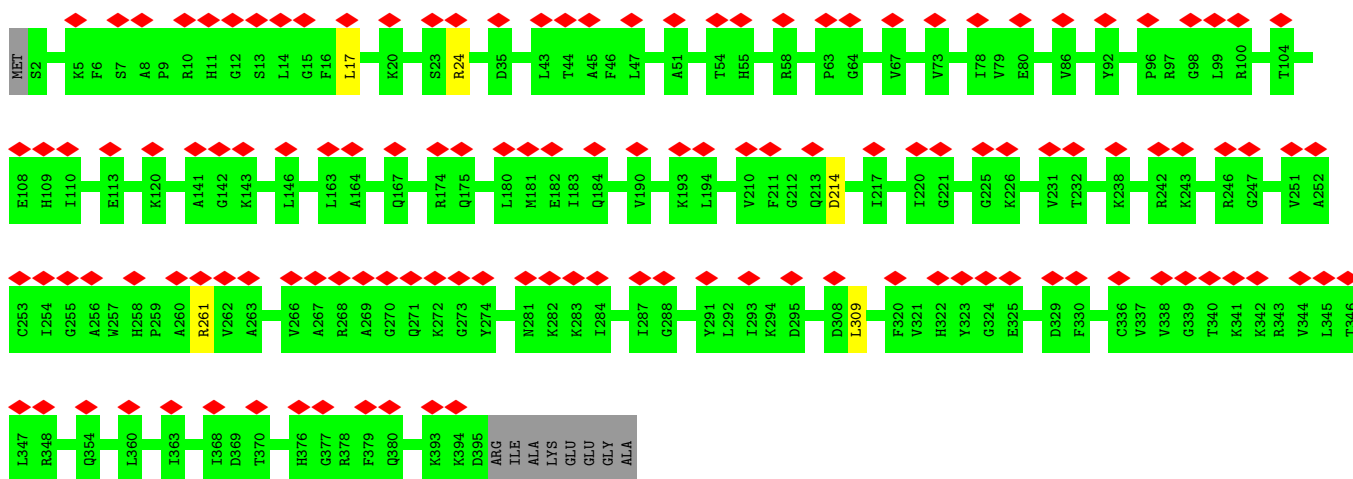 MET S2 K5 F6 S7 A8 P9 R10 H11 G12 S13 L14 G15 F16 L17 K20 S23 R24 D35 L43 T44 A45 F46 L47 A51 T54 H55 R58 P63 G64 V67 V73 I78 V79 E80 V86 Y92 P96 R97 G98 L99 R100 T104
E108 H109 I110 E113 K120 A141 G142 K143 L146 L163 A164 Q167 R174 Q175 L180 M181 E182 I183 Q184 V190 K193 L194 V210 F211 G212 Q213 D214 I217 I220 G221 G225 K226 V231 T232 K238 R242 K243 R246 G247 V251 A252
C253 I254 G255 A256 W257 H258 P259 A260 R261 V262 A263 V266 A267 R268 A269 G270 Q271 K272 G273 Y274 N281 K282 K283 I284 I287 G288 Y291 L292 I293 K294 D295 D308 L309 F320 V321 H322 Y323 G324 E325 D329 F330 C336 V337 V338 G339 T340 K341 K342 R343 V344 L345 T346
L347 R348 Q354 L360 I363 I368 D369 T370 H376 G377 R378 F379 Q380 K393 K394 D395 ARG ILE ALA LYS GLU GLU GLY ALA